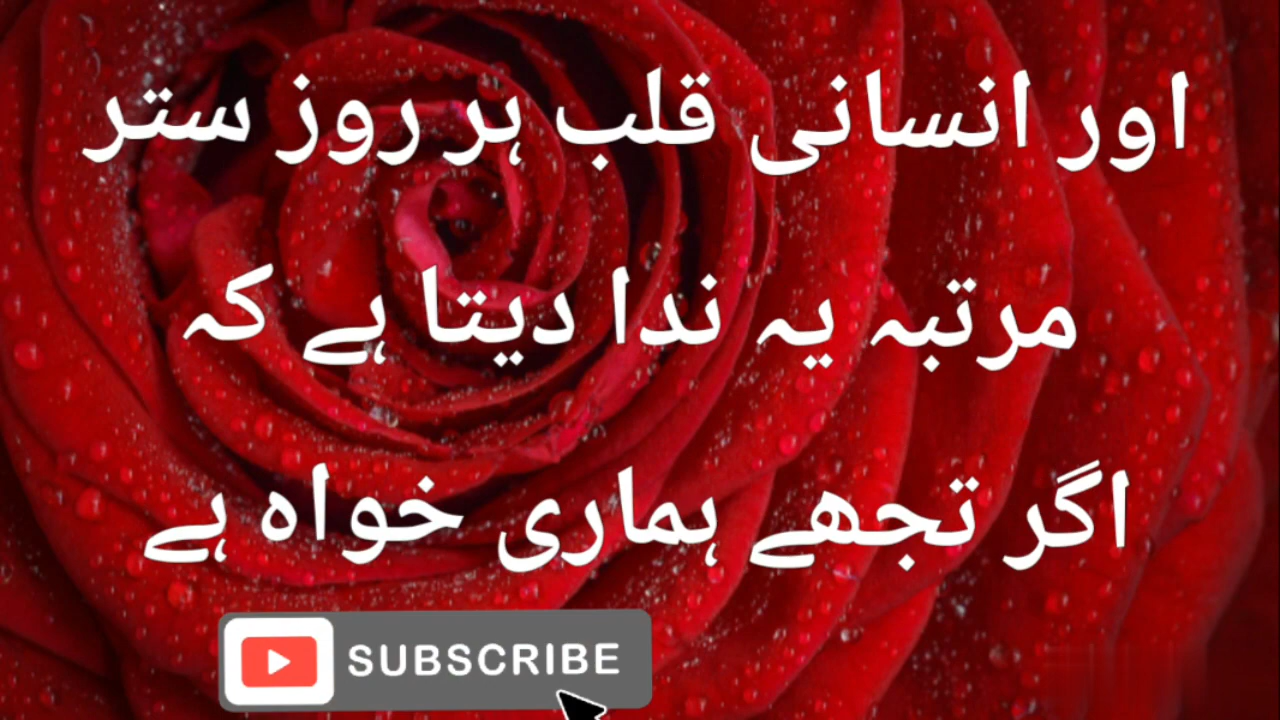 اور انسانی قلب ہر روز ستر
مرتبہ یہ ندا دیتا ہے کہ
اگر تجھے ہماری خواہ ہے
SUBSCRIBE